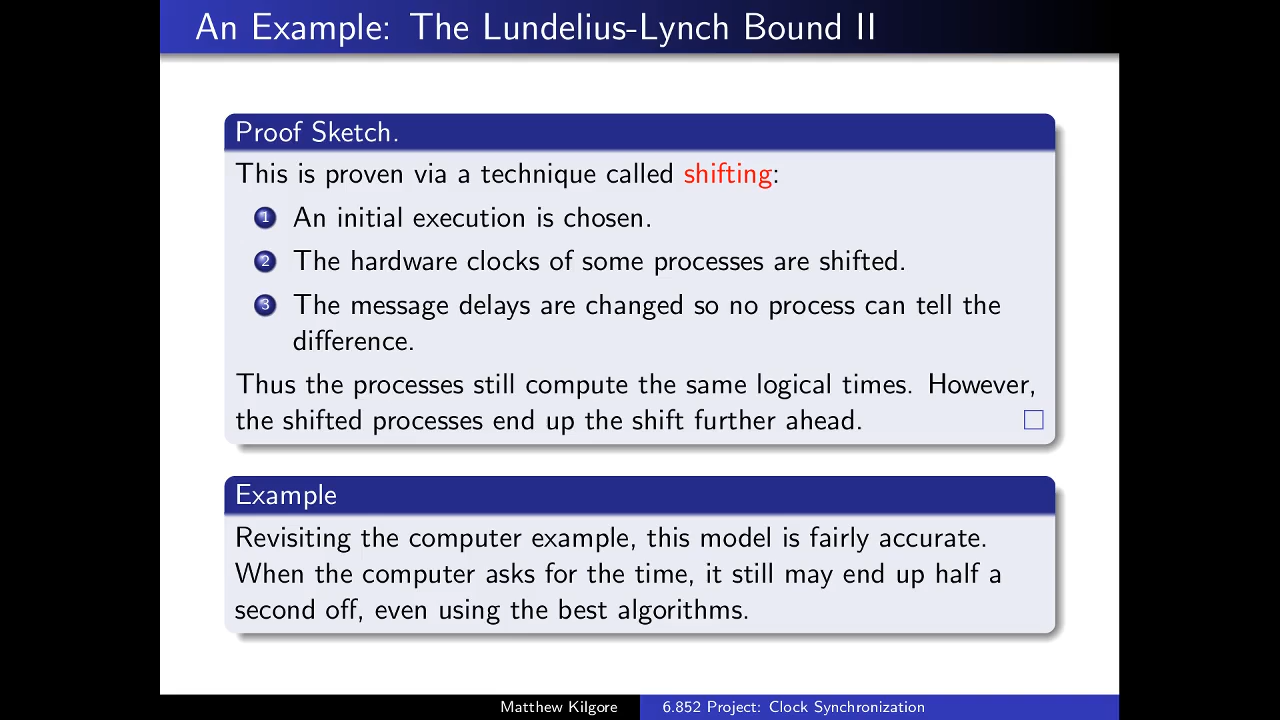 An Example: The Lundelius-Lynch Bound II
Proof Sketch.
This is proven via a technique called shifting:
1 An initial execution is chosen.
2 The hardware clocks of some processes are shifted.
3 The message delays are changed so no process can tell the
difference.
Thus the processes still compute the same logical times. However,
the shifted processes end up the shift further ahead.
Example
Revisiting the computer example, this model is fairly accurate.
When the computer asks for the time, it still may end up half a
second off, even using the best algorithms.
Matthew Kilgore 6.852 Project: Clock Synchronization